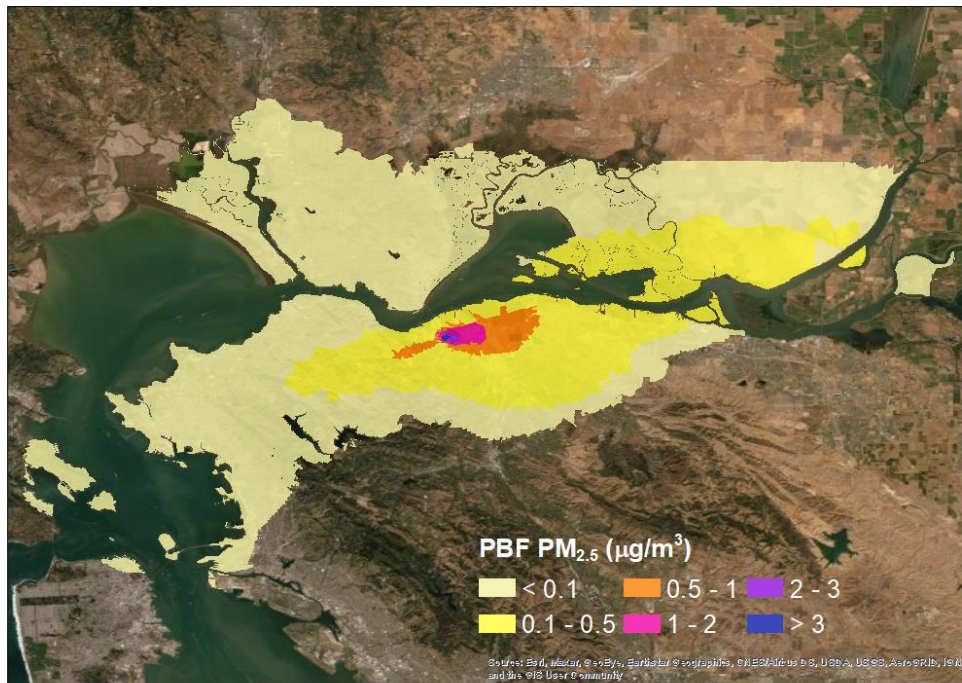 PBF PM2.5 (µg/m³)
< 0.1
0.5 - 1
2 - 3
0.1 - 0.5
1 - 2
> 3
Source: Esri, Maxar, GeoEye, Earthstar Geographics, CNES/Airbus DS, USDA, USGS, AeroGRID, IGN
and the GIS User Community